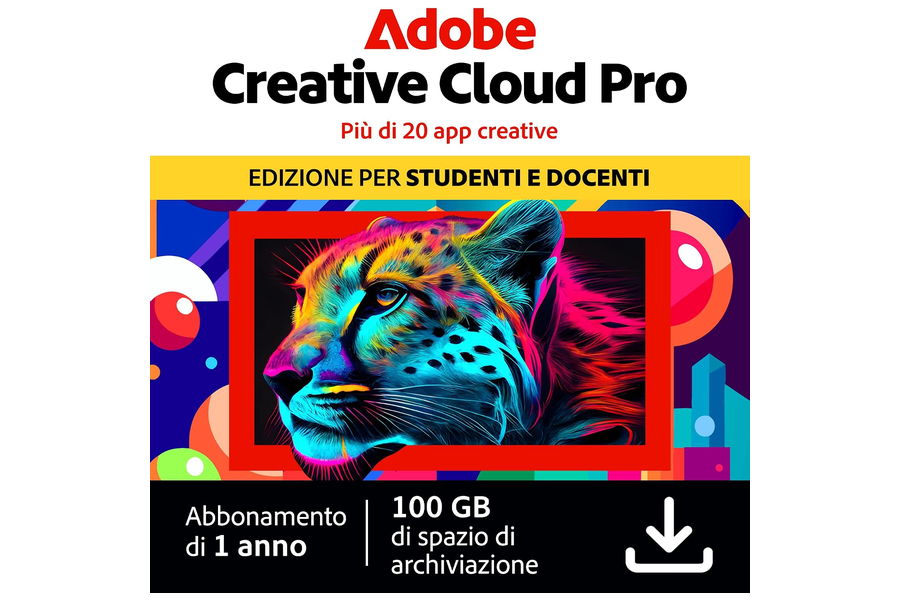 Adobe
Creative Cloud Pro
Più di 20 app creative
EDIZIONE PER STUDENTI E DOCENTI
Abbonamento
di 1 anno
100 GB
di spazio di
archiviazione